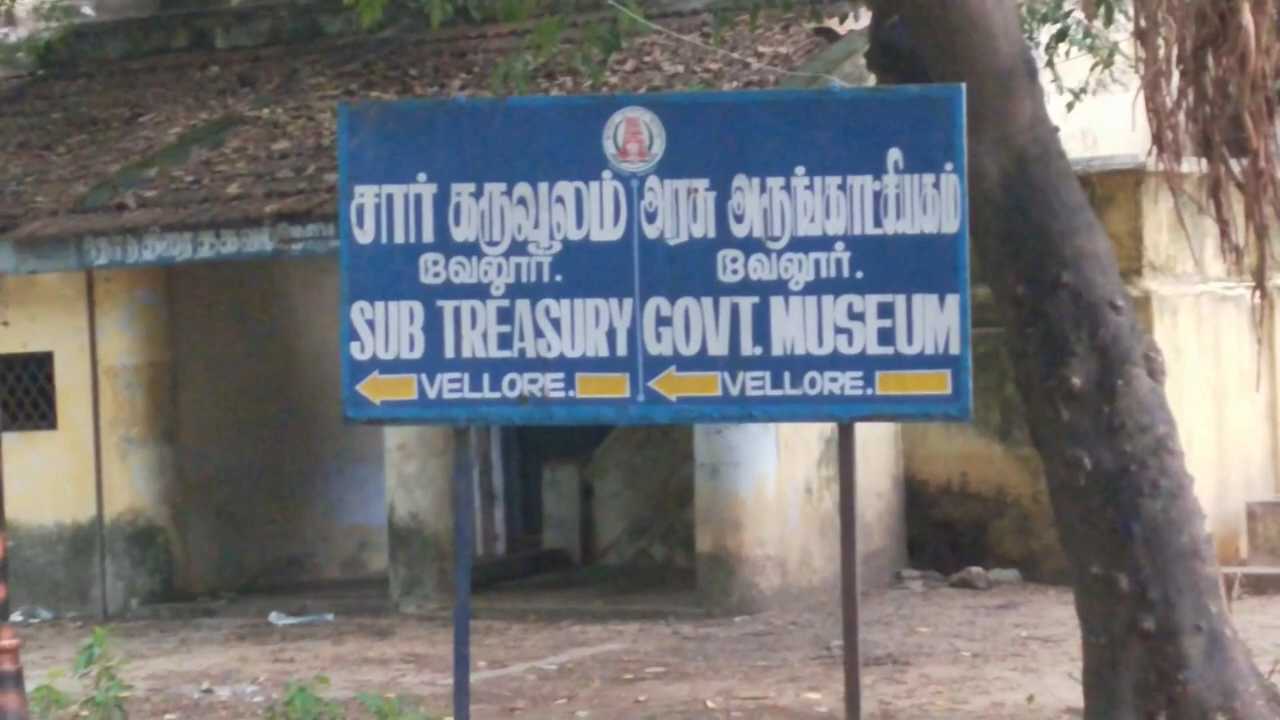 சார் கருவூலம்
வேலூர்.
SUB TREASURY
VELLORE.
அரசு அருங்காட்சியகம்
வேலூர்.
GOVT. MUSEUM
VELLORE.